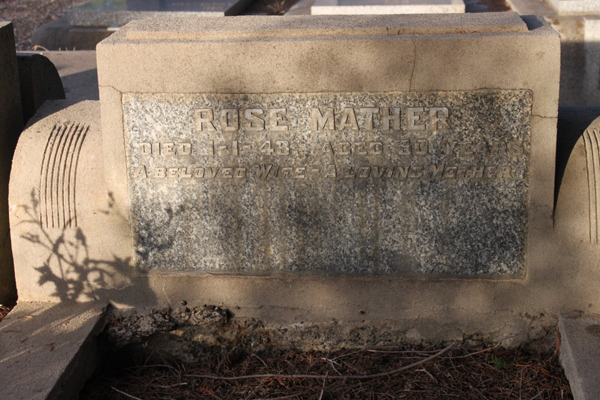 ROSE MATHER
DIED 1-1-48. AGED 30 YEARS
A BELOVED WIFE - A LOVING MOTHER